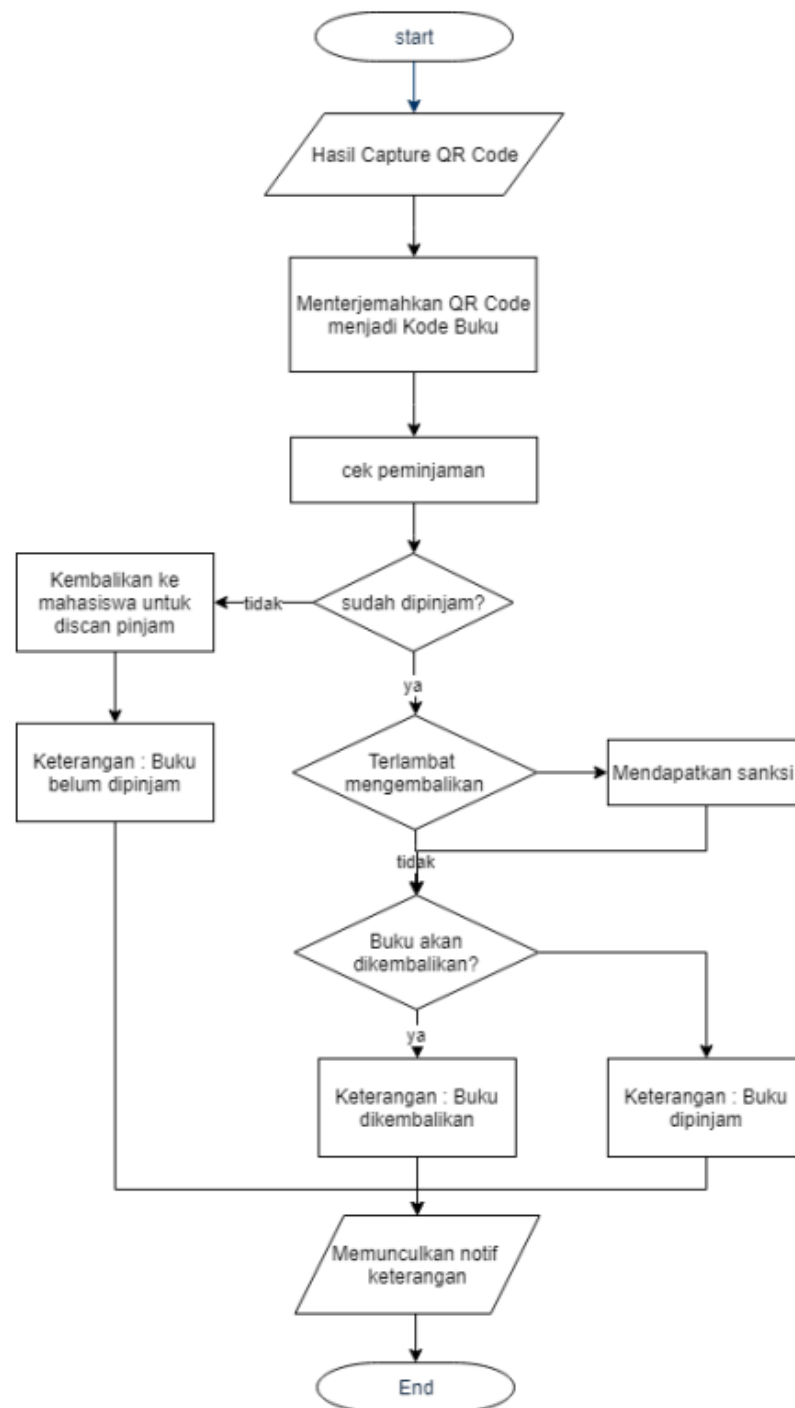 start
Hasil Capture QR Code
Menterjemahkan QR Code
menjadi Kode Buku
cek peminjaman
sudah dipinjam?
tidak
Kembalikan ke
mahasiswa untuk
discan pinjam
Keterangan : Buku
belum dipinjam
ya
Terlambat
mengembalikan
Mendapatkan sanksi
tidak
Buku akan
dikembalikan?
ya
Keterangan : Buku
dikembalikan
Keterangan : Buku
dipinjam
Memunculkan notif
keterangan
End